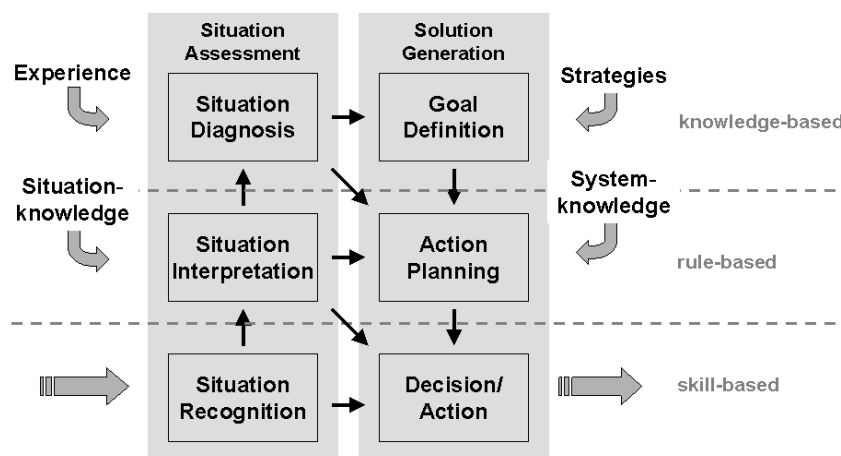 Situation
Assessment
Solution
Generation
Experience
Situation
Diagnosis
Goal
Definition
Strategies
knowledge-based
Situation-
knowledge
Situation
Interpretation
Action
Planning
System-
knowledge
rule-based
Situation
Recognition
Decision/
Action
skill-based